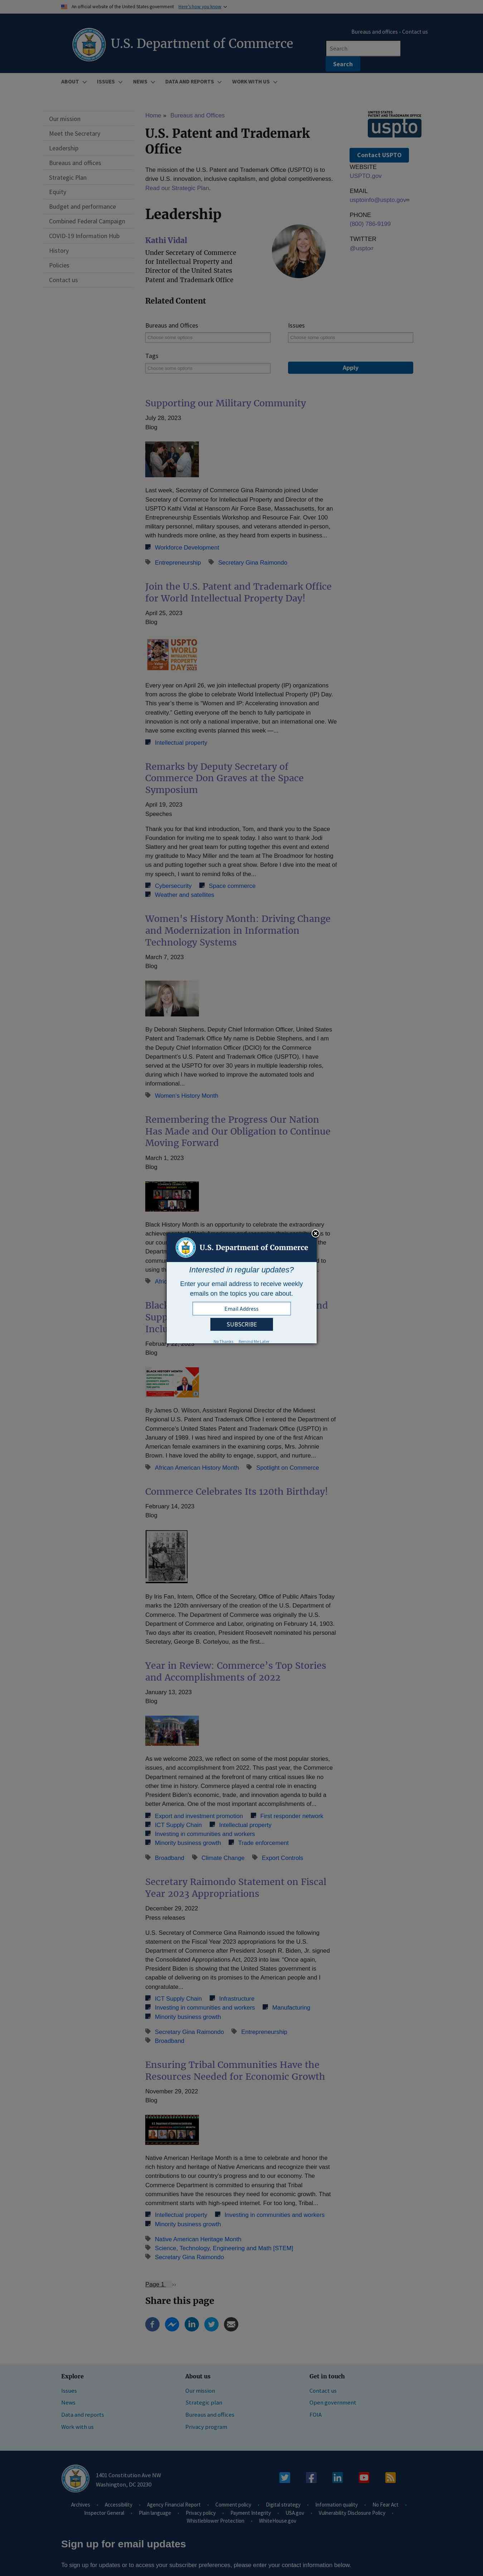 An official website of the United States government Here's how you know
U.S. Department of Commerce
Bureaus and offices
Contact us
Search
Search
ABOUT
ISSUES
NEWS
DATA AND REPORTS
WORK WITH US
Our mission
Meet the Secretary
Leadership
Bureaus and offices
Strategic Plan
Equity
Budget and performance
Combined Federal Campaign
COVID-19 Information Hub
History
Policies
Contact us
Home ▸ Bureaus and Offices
U.S. Patent and Trademark
Office
The mission of the U.S. Patent and Trademark Office (USPTO) is to
drive U.S. innovation, inclusive capitalism, and global competitiveness.
Read our Strategic Plan.
UNITED STATES
PATENT AND TRADEMARK OFFICE
uspto
Contact USPTO
WEBSITE
USPTO.gov
EMAIL
usptoinfo@uspto.gov
PHONE
(800) 786-9199
TWITTER
@uspto
Leadership
Kathi Vidal
Under Secretary of Commerce
for Intellectual Property and
Director of the United States
Patent and Trademark Office
Related Content
Bureaus and Offices
Choose some options
Issues
Choose some options
Tags
Choose some options
Apply
Supporting our Military Community
July 28, 2023
Blog
Last week, Secretary of Commerce Gina Raimondo joined Under
Secretary of Commerce for Intellectual Property and Director of the
USPTO Kathi Vidal at Hanscom Air Force Base, Massachusetts, for an
Entrepreneurship Essentials Workshop and Resource Fair. Over 100
military personnel, military spouses, and veterans attended in-person,
with hundreds more online, as they heard from experts in business...
Workforce Development
Entrepreneurship
Secretary Gina Raimondo
Join the U.S. Patent and Trademark Office
for World Intellectual Property Day!
April 25, 2023
Blog
USPTO
WORLD
INTELLECTUAL
PROPERTY
DAY
Every year on April 26, we join intellectual property (IP) organizations
from across the globe to celebrate World Intellectual Property (IP) Day.
This year's theme is "Women and IP: Accelerating innovation and
creativity." Getting everyone off the bench to fully participate in
innovation is not only a national imperative, but an international one. We
have some exciting events planned this week —...
Intellectual property
Remarks by Deputy Secretary of
Commerce Don Graves at the Space
Symposium
April 19, 2023
Speeches
Thank you for that kind introduction, Tom, and thank you to the Space
Foundation for inviting me to speak today. I also want to thank Jodi
Slattery and her great team for putting together this event and extend
my gratitude to Macy Miller and the team at The Broadmoor for hosting
us and putting together such a great show. Before I dive into the meat of
my speech, I want to remind folks of the...
Cybersecurity
Space commerce
Weather and satellites
Women's History Month: Driving Change
and Modernization in Information
Technology Systems
March 7, 2023
Blog
By Deborah Stephens, Deputy Chief Information Officer, United States
Patent and Trademark Office My name is Debbie Stephens, and I am
the Deputy Chief Information Officer (DCIO) for the Commerce
Department's U.S. Patent and Trademark Office (USPTO). I have
served at the USPTO for over 30 years in multiple leadership roles,
during which I have helped to improve the automated tools and
informational...
Women's History Month
Remembering the Progress Our Nation
Has Made and Our Obligation to Continue
Moving Forward
March 1, 2023
Blog
Black History Month is an opportunity to celebrate the extraordinary
U.S. Department of Commerce
Interested in regular updates?
Enter your email address to receive weekly
emails on the topics you care about.
Email Address
SUBSCRIBE
No Thanks
Remind Me Later
February 22, 2023
Blog
By James O. Wilson, Assistant Regional Director of the Midwest
Regional U.S. Patent and Trademark Office I entered the Department of
Commerce's United States Patent and Trademark Office (USPTO) in
January of 1989. I was hired and inspired by one of the first African
American female examiners in the examining corps, Mrs. Johnnie
Brown. I have loved the ability to engage, support, and nurture...
African American History Month
Spotlight on Commerce
Commerce Celebrates Its 120th Birthday!
February 14, 2023
Blog
By Iris Fan, Intern, Office of the Secretary, Office of Public Affairs Today
marks the 120th anniversary of the creation of the U.S. Department of
Commerce. The Department of Commerce was originally the U.S.
Department of Commerce and Labor, originating on February 14, 1903.
Two days after its creation, President Roosevelt nominated his personal
Secretary, George B. Cortelyou, as the first...
Year in Review: Commerce's Top Stories
and Accomplishments of 2022
January 13, 2023
Blog
As we welcome 2023, we reflect on some of the most popular stories,
issues, and accomplishment from 2022. This past year, the Commerce
Department remained at the forefront of many critical issues like no
other time in history. Commerce played a central role in enacting
President Biden's economic, trade, and innovation agenda to build a
better America. One of the most important accomplishments of...
Export and investment promotion
First responder network
ICT Supply Chain
Intellectual property
Investing in communities and workers
Minority business growth
Trade enforcement
Broadband
Climate Change
Export Controls
Secretary Raimondo Statement on Fiscal
Year 2023 Appropriations
December 29, 2022
Press releases
U.S. Secretary of Commerce Gina Raimondo issued the following
statement on the Fiscal Year 2023 appropriations for the U.S.
Department of Commerce after President Joseph R. Biden, Jr. signed
the Consolidated Appropriations Act, 2023 into law. "Once again,
President Biden is showing that the United States government is
capable of delivering on its promises to the American people and I
congratulate...
ICT Supply Chain
Infrastructure
Investing in communities and workers
Manufacturing
Minority business growth
Secretary Gina Raimondo
Entrepreneurship
Broadband
Ensuring Tribal Communities Have the
Resources Needed for Economic Growth
November 29, 2022
Blog
Native American Heritage Month is a time to celebrate and honor the
rich history and heritage of Native Americans and recognize their vast
contributions to our country's progress and to our economy. The
Commerce Department is committed to ensuring that Tribal
communities have the resources they need for economic growth. That
commitment starts with high-speed internet. For too long, Tribal...
Intellectual property
Investing in communities and workers
Minority business growth
Native American Heritage Month
Science, Technology, Engineering and Math [STEM]
Secretary Gina Raimondo
Page 1
Share this page
Explore
Issues
News
Data and reports
Work with us
About us
Our mission
Strategic plan
Bureaus and offices
Privacy program
Get in touch
Contact us
Open government
FOIA
1401 Constitution Ave NW
Washington, DC 20230
Archives
Accessibility
Agency Financial Report
Comment policy
Digital strategy
Information quality
No Fear Act
Inspector General
Plain language
Privacy policy
Payment Integrity
USA.gov
Vulnerability Disclosure Policy
Whistleblower Protection
WhiteHouse.gov
Sign up for email updates
To sign up for updates or to access your subscriber preferences, please enter your contact information below.